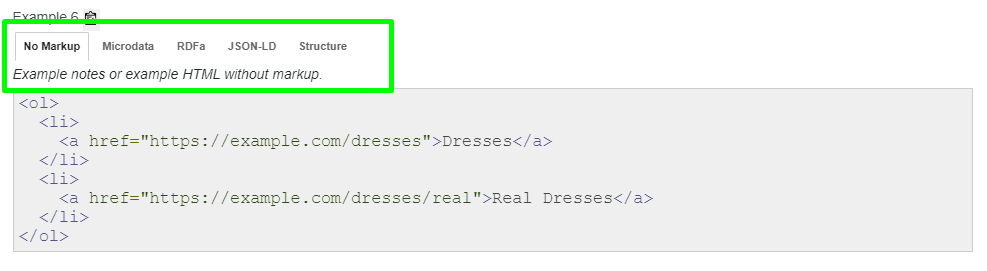 Example 6
No Markup Microdata RDFa JSON-LD Structure
Example notes or example HTML without markup.
<ol>
  <li>
    <a href="https://example.com/dresses">Dresses</a>
  </li>
  <li>
    <a href="https://example.com/dresses/real">Real Dresses</a>
  </li>
</ol>